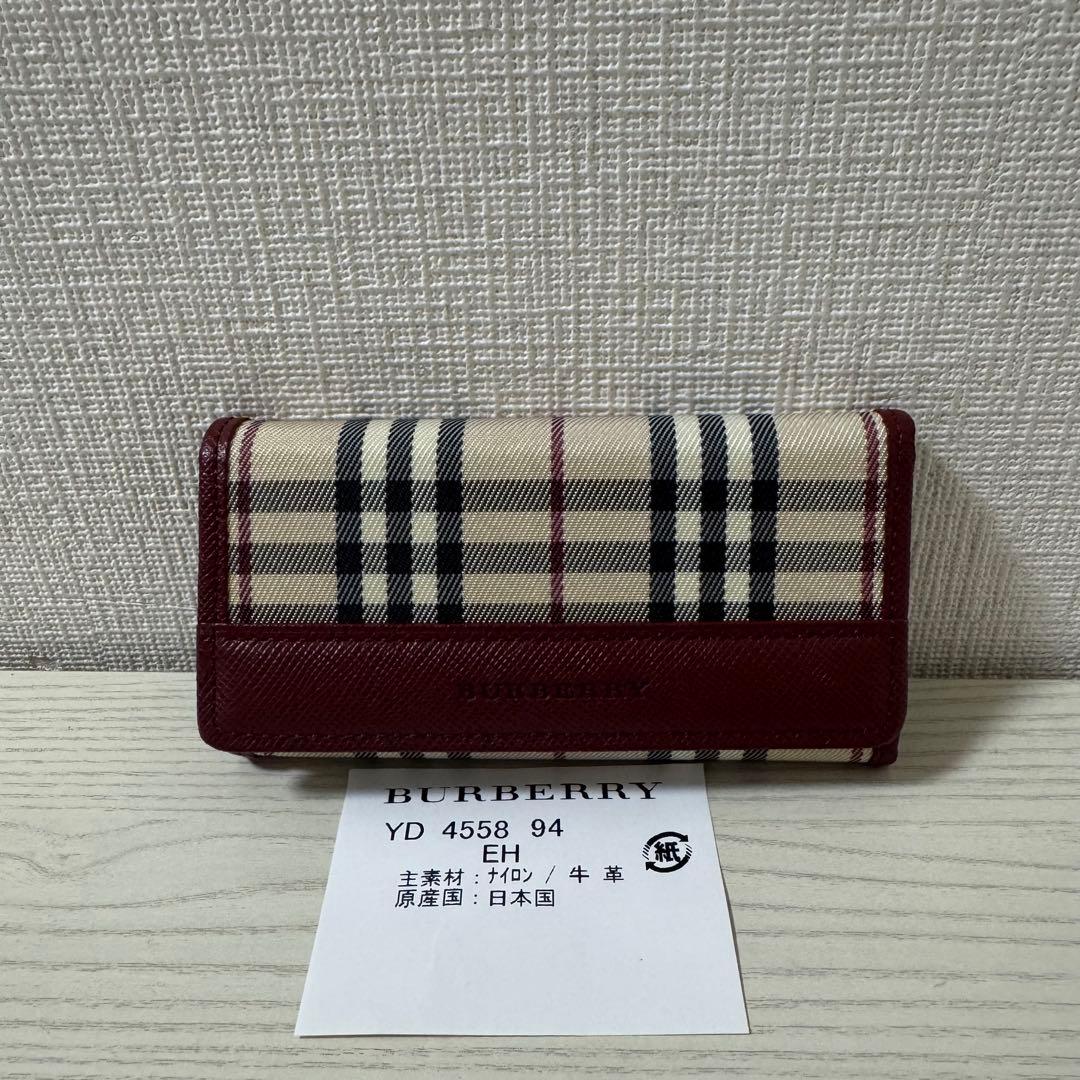 BURBERRY
BURBERRY
YD 4558 94
EH
紙
主素材：ﾅｲﾛﾝ / 牛 革
原産国：日本国